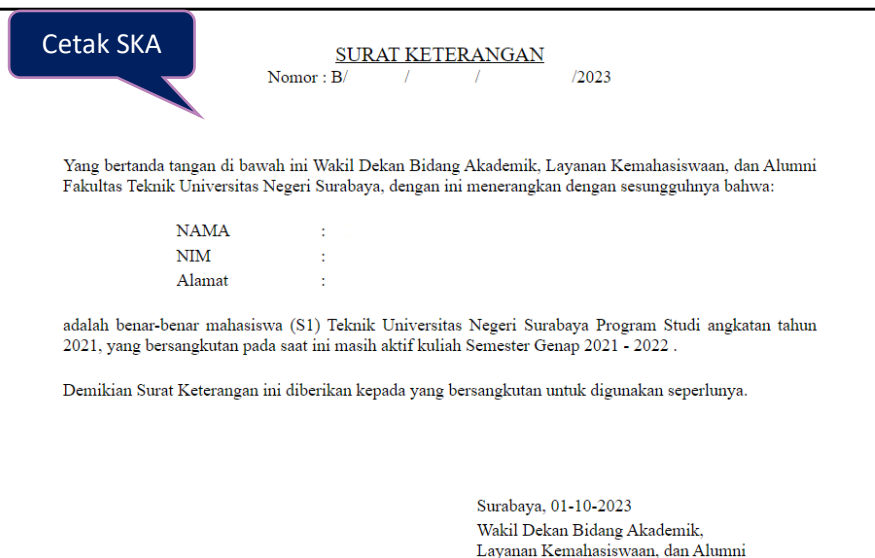 Cetak SKA
SURAT KETERANGAN
Nomor : B/ / / /2023
Yang bertanda tangan di bawah ini Wakil Dekan Bidang Akademik, Layanan Kemahasiswaan, dan Alumni
Fakultas Teknik Universitas Negeri Surabaya, dengan ini menerangkan dengan sesungguhnya bahwa:
NAMA :
NIM :
Alamat :
adalah benar-benar mahasiswa (S1) Teknik Universitas Negeri Surabaya Program Studi angkatan tahun
2021, yang bersangkutan pada saat ini masih aktif kuliah Semester Genap 2021 - 2022 .
Demikian Surat Keterangan ini diberikan kepada yang bersangkutan untuk digunakan seperlunya.
Surabaya, 01-10-2023
Wakil Dekan Bidang Akademik,
Layanan Kemahasiswaan, dan Alumni